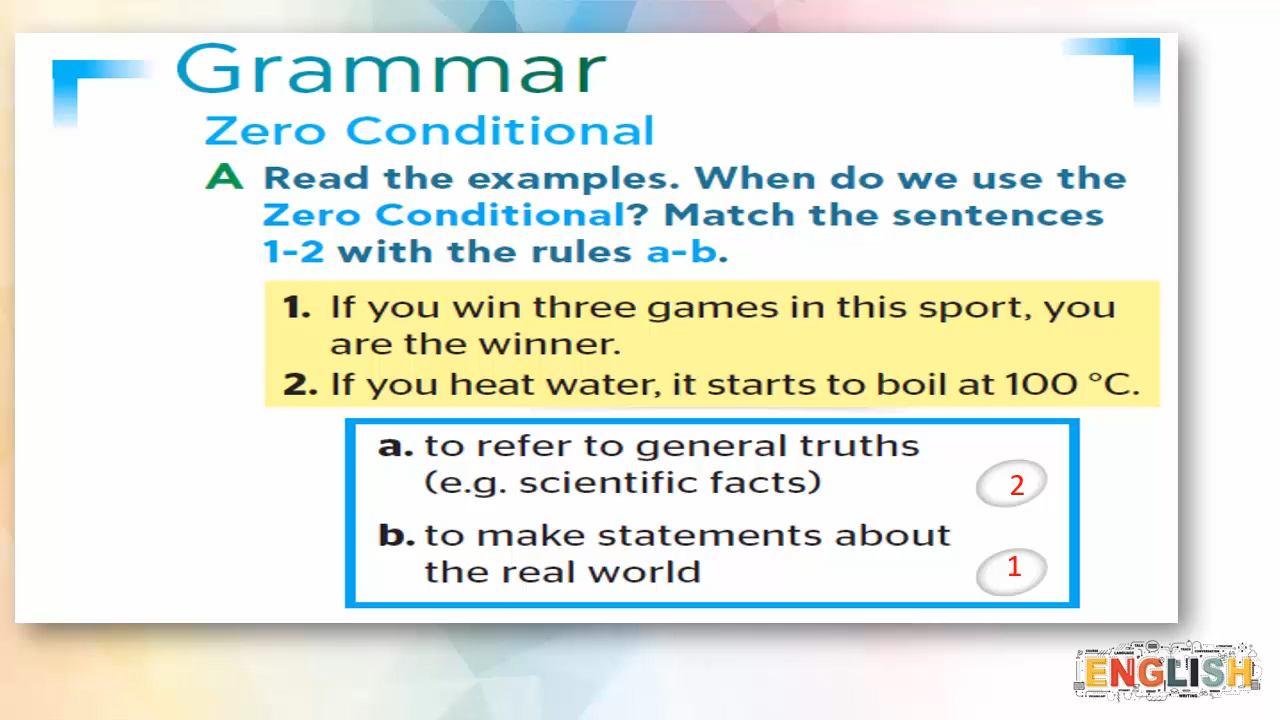 Grammar
Zero Conditional
A Read the examples. When do we use the
Zero Conditional? Match the sentences
1-2 with the rules a-b.
1. If you win three games in this sport, you
are the winner.
2. If you heat water, it starts to boil at 100 °C.
a. to refer to general truths
(e.g. scientific facts)
2
b. to make statements about
the real world
1
ENGLISH